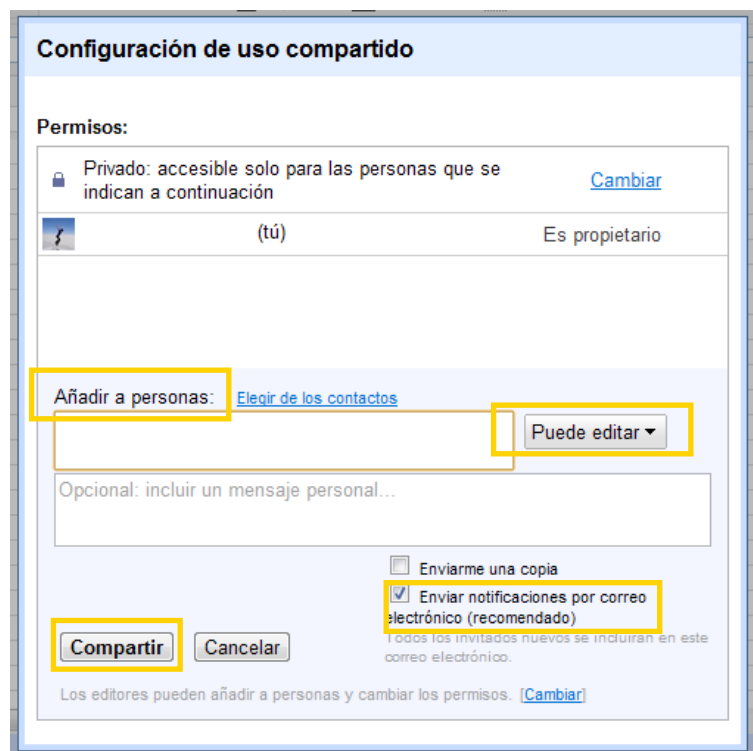 Configuración de uso compartido
Permisos:
Privado: accesible solo para las personas que se
indican a continuación
Cambiar
(tú)
Es propietario
Añadir a personas:
Elegir de los contactos
Puede editar
Opcional: incluir un mensaje personal...
Enviarme una copia
Enviar notificaciones por correo
electrónico (recomendado)
Todos los invitados nuevos se incluirán en este
correo electrónico.
Compartir
Cancelar
Los editores pueden añadir a personas y cambiar los permisos. [Cambiar]